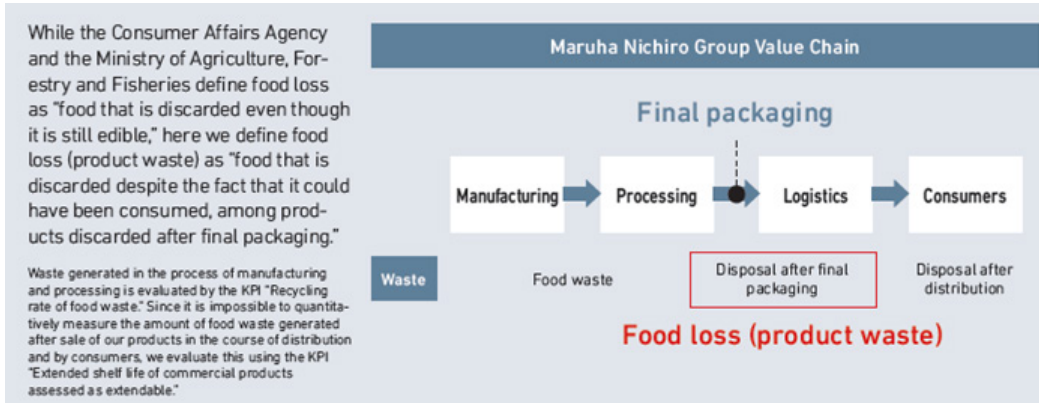 While the Consumer Affairs Agency
and the Ministry of Agriculture, For-
estry and Fisheries define food loss
as "food that is discarded even though
it is still edible," here we define food
loss (product waste) as "food that is
discarded despite the fact that it could
have been consumed, among prod-
ucts discarded after final packaging."
Waste generated in the process of manufacturing
and processing is evaluated by the KPI "Recycling
rate of food waste." Since it is impossible to quantita-
tively measure the amount of food waste generated
after sale of our products in the course of distribution
and by consumers, we evaluate this using the KPI
"Extended shelf life of commercial products
assessed as extendable."
Maruha Nichiro Group Value Chain
Final packaging
Manufacturing
Processing
Logistics
Consumers
Waste
Food waste
Disposal after final
packaging
Disposal after
distribution
Food loss (product waste)